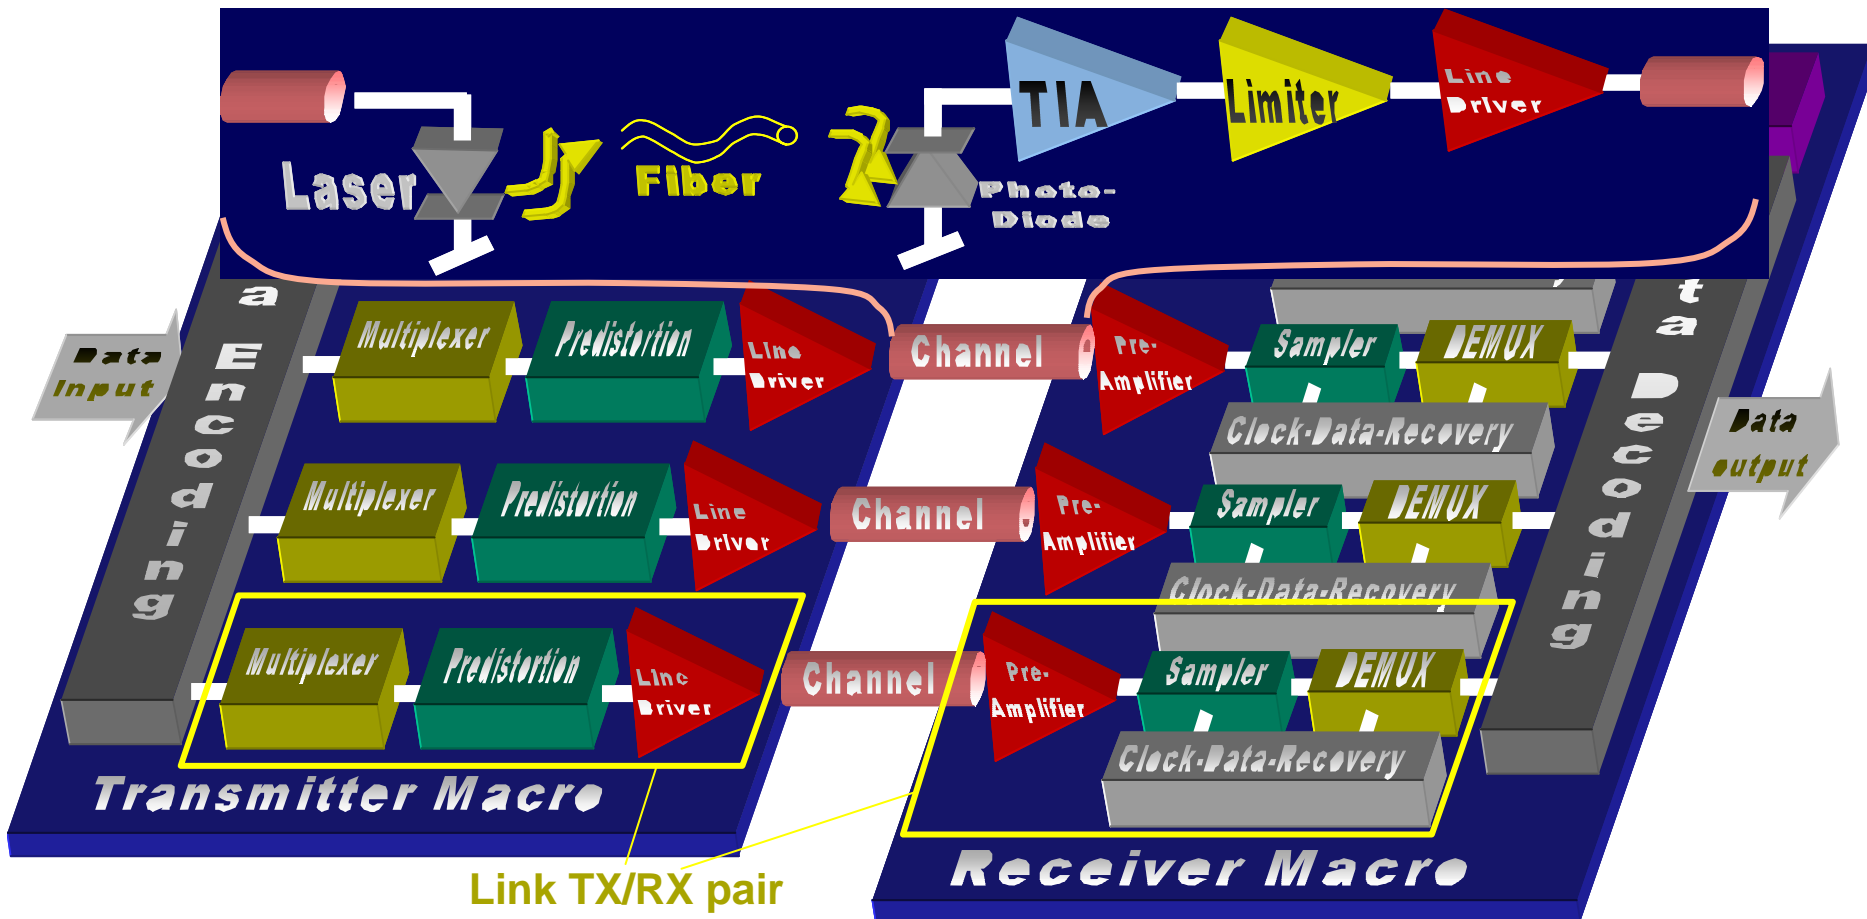 TIA
Limiter
Line
Driver
Laser
Fiber
Photo-
Diode
Data
Input
a Encoding
Multiplexer
Predistortion
Line
Driver
Channel
Pre-
Amplifier
Sampler
DEMUX
Clock-Data-Recovery
ta Decoding
Data
output
Multiplexer
Predistortion
Line
Driver
Channel
Pre-
Amplifier
Sampler
DEMUX
Clock-Data-Recovery
Multiplexer
Predistortion
Line
Driver
Channel
Pre-
Amplifier
Sampler
DEMUX
Clock-Data-Recovery
Transmitter Macro
Receiver Macro
Link TX/RX pair